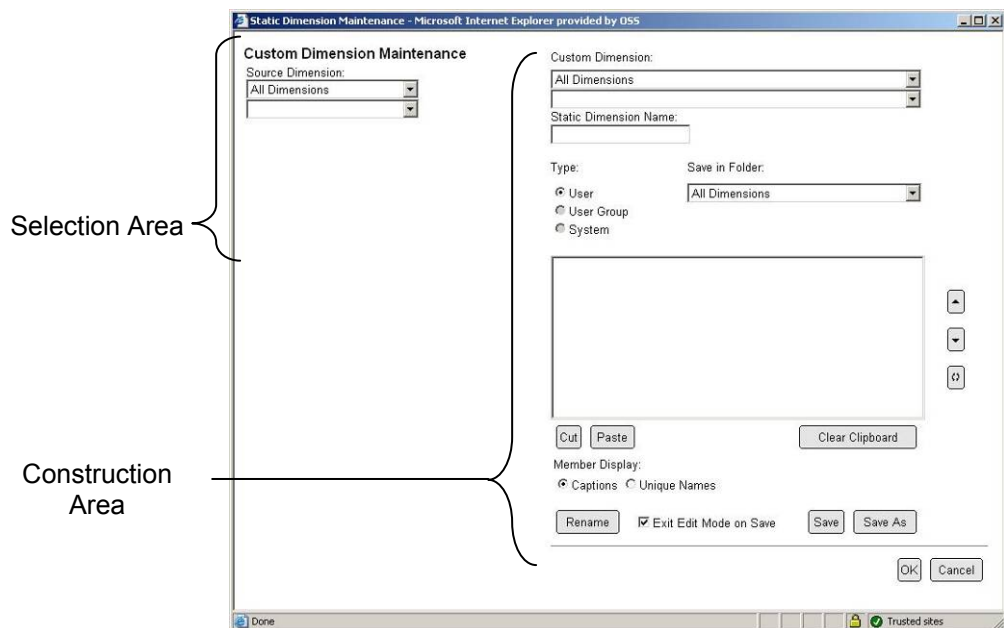 Static Dimension Maintenance - Microsoft Internet Explorer provided by OSS
Custom Dimension Maintenance
Source Dimension:
All Dimensions
Custom Dimension:
All Dimensions
Static Dimension Name:
Type:
Save in Folder:
User
All Dimensions
User Group
System
Selection Area
Cut
Paste
Clear Clipboard
Member Display:
Captions
Unique Names
Construction
Area
Rename
Exit Edit Mode on Save
Save
Save As
OK
Cancel
Done
Trusted sites